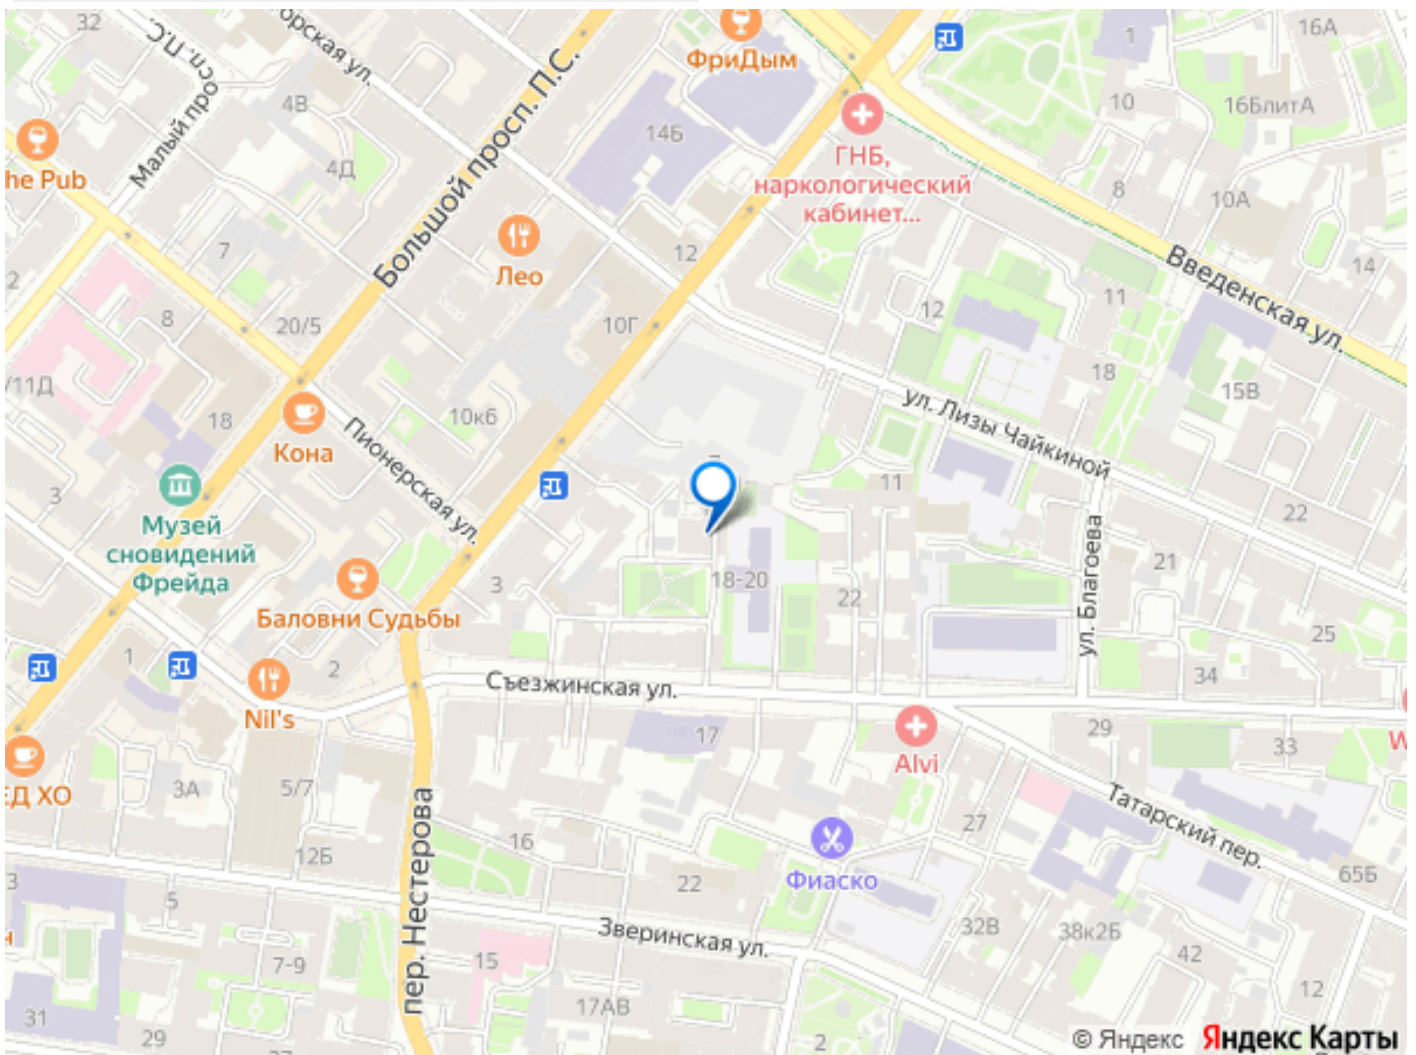 32
орская ул.
Малый просп. П.С.
4В
4Д
Большой просп. П.С.
ФриДым
14Б
1
16А
10
16БлитА
he Pub
ГНБ,
наркологический
кабинет...
8
10А
7
Лео
12
Введенская ул.
14
2
8
20/5
10Г
12
11
/11Д
18
10к6
18
15В
Кона
Пионерская ул.
ул. Лизы Чайкиной
3
Музей
сновидений
Фрейда
11
22
3
18-20
22
ул. Благоева
21
Баловни Судьбы
25
1
2
Съезжинская ул.
34
Nil's
17
Alvi
29
33
W
ЕД ХО
3А
5/7
пер. Нестерова
16
Татарский пер.
27
12Б
Фиаско
65Б
3
5
22
Зверинская ул.
32В
38к2Б
42
7-9
15
17АВ
12
31
29
27
2
© Яндекс Яндекс Карты